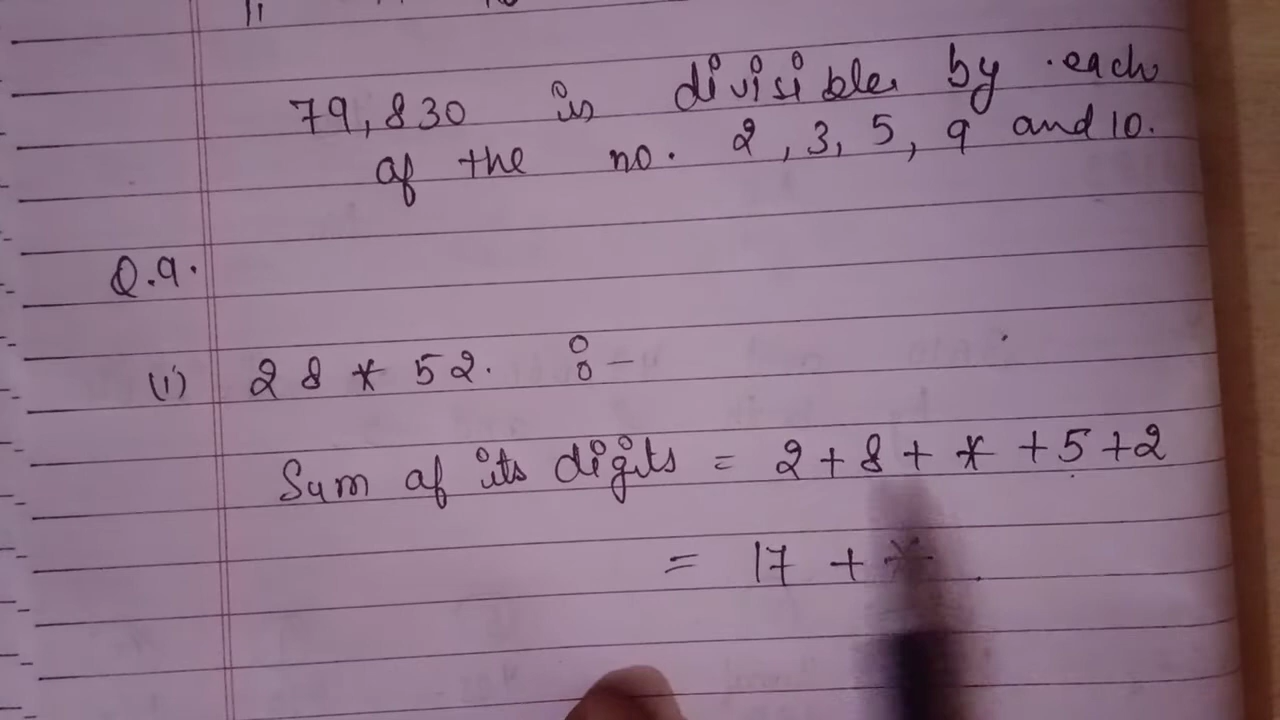 79,830 is divisible by each
of the no. 2, 3, 5, 9 and 10.
Q.9.
(i) 28 * 52. :-
Sum of its digits = 2+8+*+5+2
= 17 + *